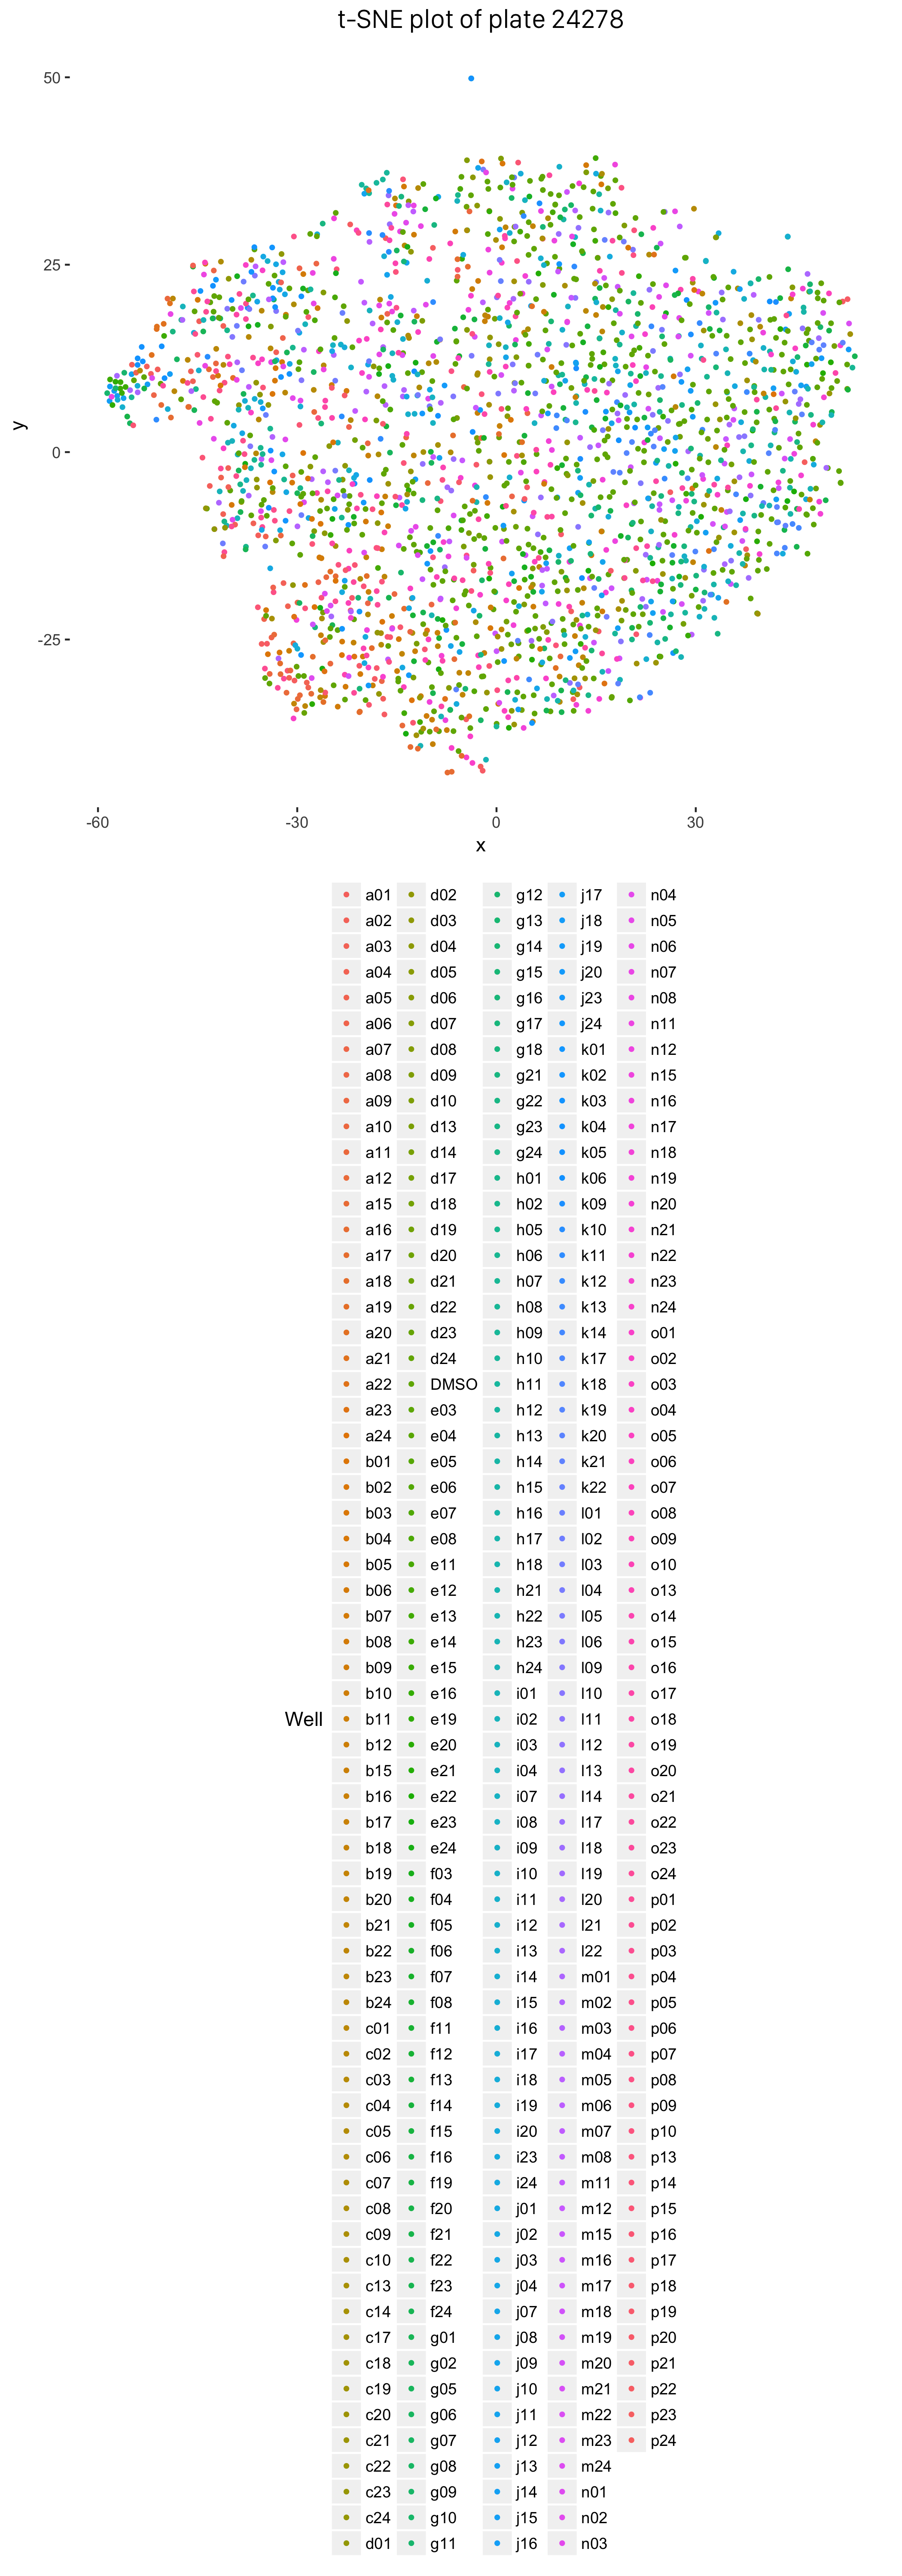 t-SNE plot of plate 24278
50
25
0
-25
y
-60 -30 0 30
x
Well
a01 d02 g12 j17 n04
a02 d03 g13 j18 n05
a03 d04 g14 j19 n06
a04 d05 g15 j20 n07
a05 d06 g16 j23 n08
a06 d07 g17 j24 n11
a07 d08 g18 k01 n12
a08 d09 g21 k02 n15
a09 d10 g22 k03 n16
a10 d13 g23 k04 n17
a11 d14 g24 k05 n18
a12 d17 h01 k06 n19
a15 d18 h02 k09 n20
a16 d19 h05 k10 n21
a17 d20 h06 k11 n22
a18 d21 h07 k12 n23
a19 d22 h08 k13 n24
a20 d23 h09 k14 o01
a21 d24 h10 k17 o02
a22 DMSO h11 k18 o03
a23 e03 h12 k19 o04
a24 e04 h13 k20 o05
b01 e05 h14 k21 o06
b02 e06 h15 k22 o07
b03 e07 h16 l01 o08
b04 e08 h17 l02 o09
b05 e11 h18 l03 o10
b06 e12 h21 l04 o13
b07 e13 h22 l05 o14
b08 e14 h23 l06 o15
b09 e15 h24 l09 o16
b10 e16 i01 l10 o17
b11 e19 i02 l11 o18
b12 e20 i03 l12 o19
b15 e21 i04 l13 o20
b16 e22 i07 l14 o21
b17 e23 i08 l17 o22
b18 e24 i09 l18 o23
b19 f03 i10 l19 o24
b20 f04 i11 l20 p01
b21 f05 i12 l21 p02
b22 f06 i13 l22 p03
b23 f07 i14 m01 p04
b24 f08 i15 m02 p05
c01 f11 i16 m03 p06
c02 f12 i17 m04 p07
c03 f13 i18 m05 p08
c04 f14 i19 m06 p09
c05 f15 i20 m07 p10
c06 f16 i23 m08 p13
c07 f19 i24 m11 p14
c08 f20 j01 m12 p15
c09 f21 j02 m15 p16
c10 f22 j03 m16 p17
c13 f23 j04 m17 p18
c14 f24 j07 m18 p19
c17 g01 j08 m19 p20
c18 g02 j09 m20 p21
c19 g05 j10 m21 p22
c20 g06 j11 m22 p23
c21 g07 j12 m23 p24
c22 g08 j13 m24
c23 g09 j14 n01
c24 g10 j15 n02
d01 g11 j16 n03